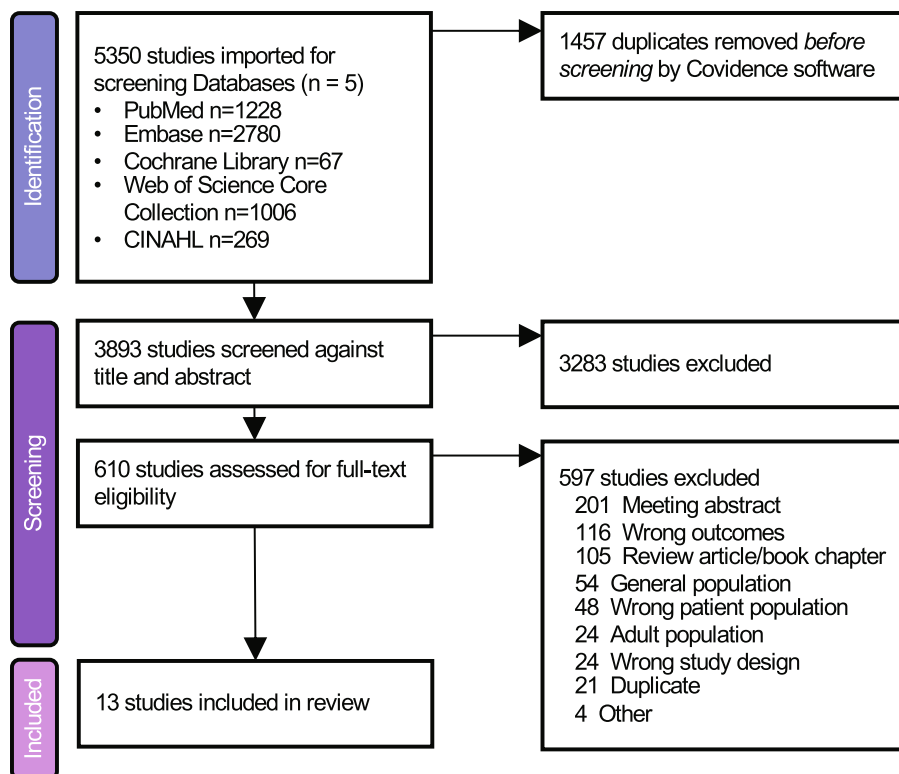 Identification
5350 studies imported for
screening Databases (n = 5)
• PubMed n=1228
• Embase n=2780
• Cochrane Library n=67
• Web of Science Core
Collection n=1006
• CINAHL n=269
1457 duplicates removed before
screening by Covidence software
Screening
3893 studies screened against
title and abstract
3283 studies excluded
610 studies assessed for full-text
eligibility
597 studies excluded
201 Meeting abstract
116 Wrong outcomes
105 Review article/book chapter
54 General population
48 Wrong patient population
24 Adult population
24 Wrong study design
21 Duplicate
4 Other
Included
13 studies included in review